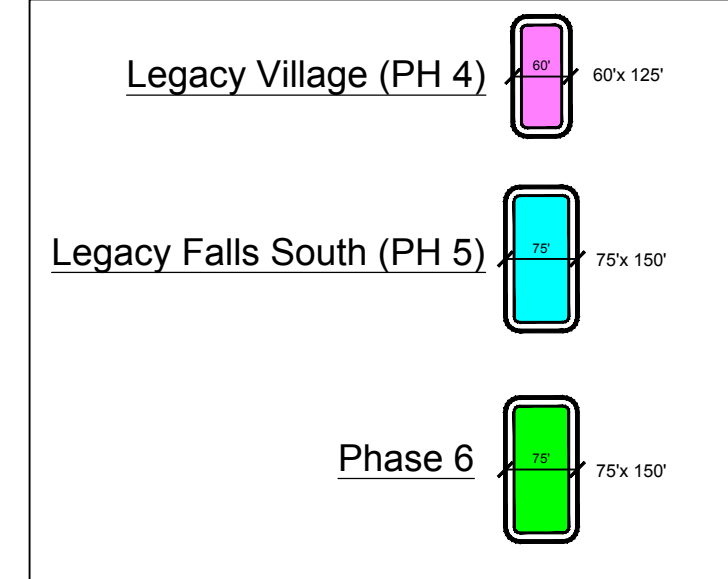 Legacy Village (PH 4) 60' 60'x 125'
Legacy Falls South (PH 5) 75' 75'x 150'
Phase 6 75' 75'x 150'